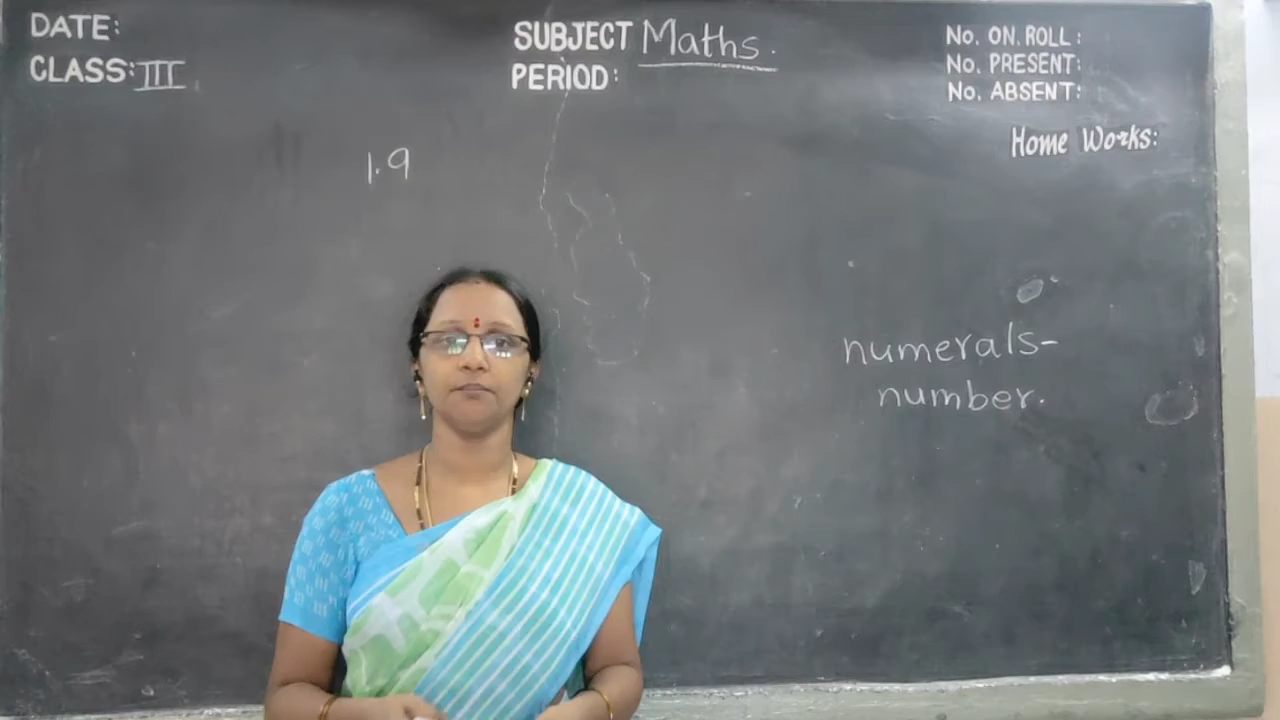 DATE:
CLASS: III
SUBJECT Maths.
PERIOD:
No. ON. ROLL:
No. PRESENT:
No. ABSENT:
Home Works:
1.9
numerals-
number.